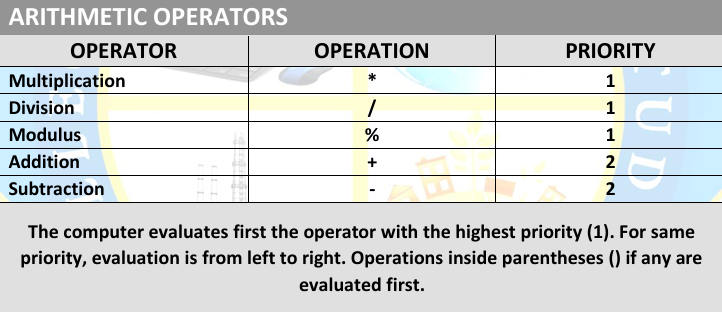 ARITHMETIC OPERATORS
OPERATOR OPERATION PRIORITY
Multiplication * 1
Division / 1
Modulus % 1
Addition + 2
Subtraction - 2
The computer evaluates first the operator with the highest priority (1). For same
priority, evaluation is from left to right. Operations inside parentheses () if any are
evaluated first.